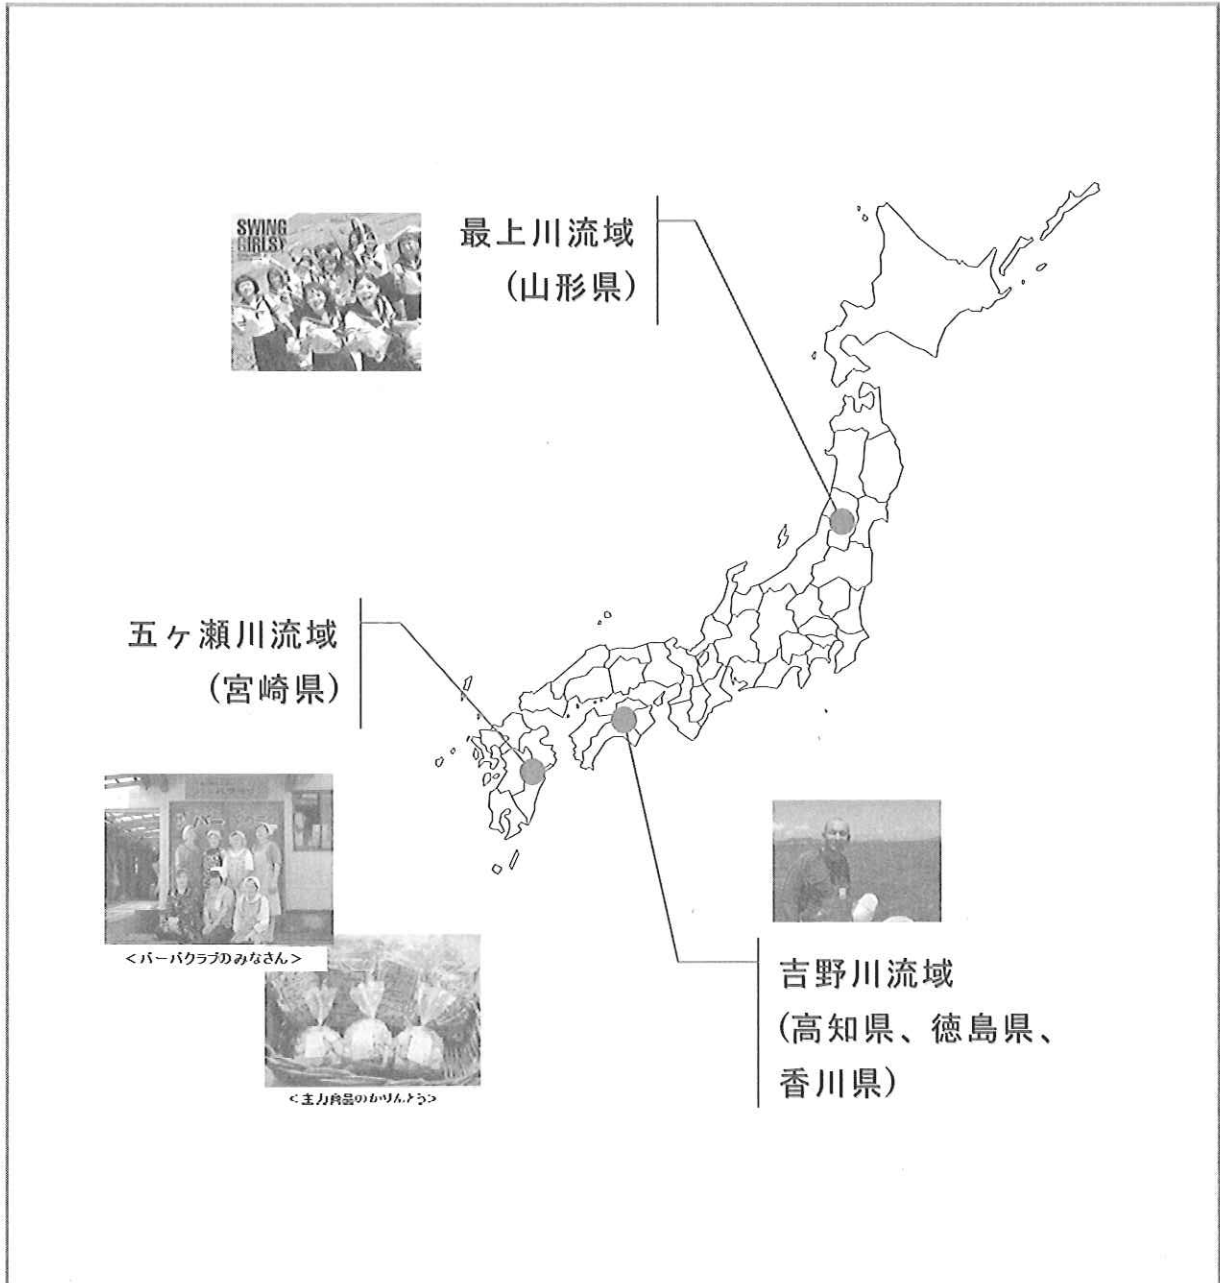 SWING
GIRLS
最上川流域
(山形県)
五ヶ瀬川流域
(宮崎県)
<バーバクラブのみなさん>
<主力商品のかりんとう>
吉野川流域
(高知県、徳島県、
香川県)